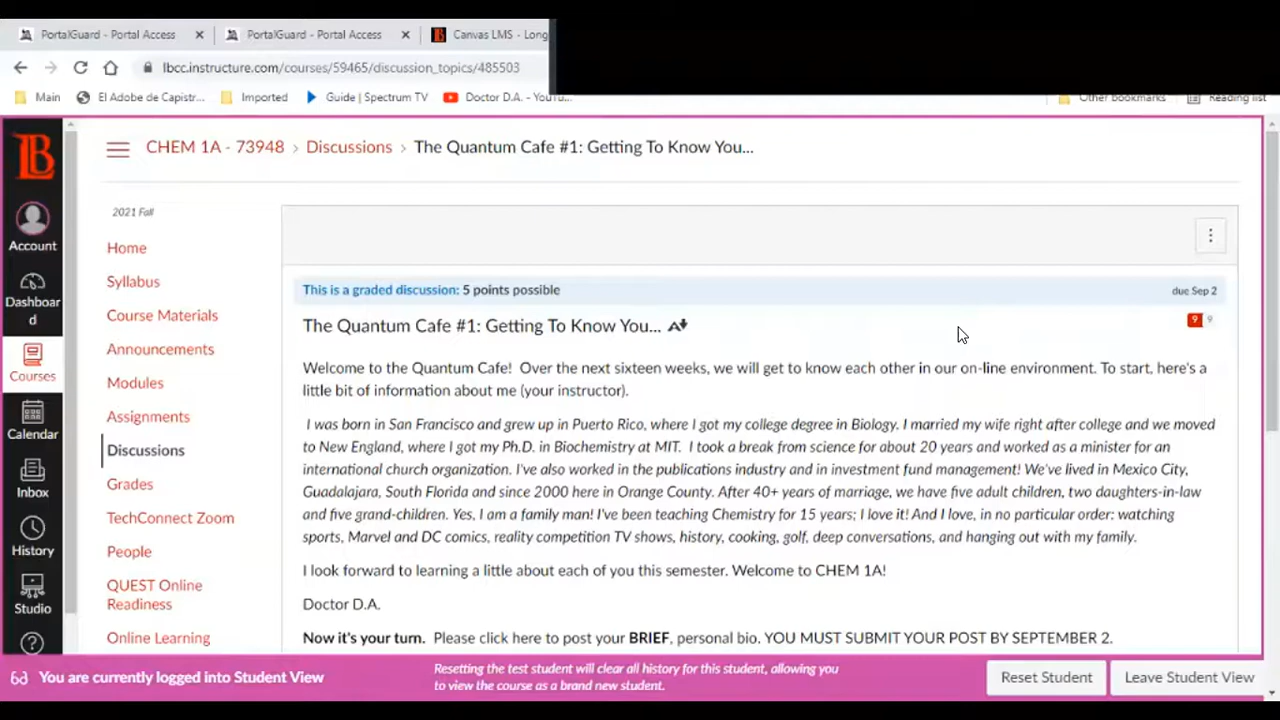 PortalGuard - Portal Access
PortalGuard - Portal Access
Canvas LMS - Long
lbcc.instructure.com/courses/59465/discussion_topics/485503
Main
El Adobe de Capistr...
Imported
Guide | Spectrum TV
Doctor D.A. - YouTu...
Other bookmarks
Reading list
CHEM 1A - 73948 > Discussions > The Quantum Cafe #1: Getting To Know You...
LB
Account
Dashboar
d
Courses
Calendar
Inbox
History
Studio
2021 Fall
Home
Syllabus
Course Materials
Announcements
Modules
Assignments
Discussions
Grades
TechConnect Zoom
People
QUEST Online
Readiness
Online Learning
This is a graded discussion: 5 points possible
due Sep 2
The Quantum Cafe #1: Getting To Know You...
9 9
Welcome to the Quantum Cafe! Over the next sixteen weeks, we will get to know each other in our on-line environment. To start, here's a
little bit of information about me (your instructor).
I was born in San Francisco and grew up in Puerto Rico, where I got my college degree in Biology. I married my wife right after college and we moved
to New England, where I got my Ph.D. in Biochemistry at MIT. I took a break from science for about 20 years and worked as a minister for an
international church organization. I've also worked in the publications industry and in investment fund management! We've lived in Mexico City,
Guadalajara, South Florida and since 2000 here in Orange County. After 40+ years of marriage, we have five adult children, two daughters-in-law
and five grand-children. Yes, I am a family man! I've been teaching Chemistry for 15 years; I love it! And I love, in no particular order: watching
sports, Marvel and DC comics, reality competition TV shows, history, cooking, golf, deep conversations, and hanging out with my family.
I look forward to learning a little about each of you this semester. Welcome to CHEM 1A!
Doctor D.A.
Now it's your turn. Please click here to post your BRIEF, personal bio. YOU MUST SUBMIT YOUR POST BY SEPTEMBER 2.
You are currently logged into Student View
Resetting the test student will clear all history for this student, allowing you
to view the course as a brand new student.
Reset Student
Leave Student View